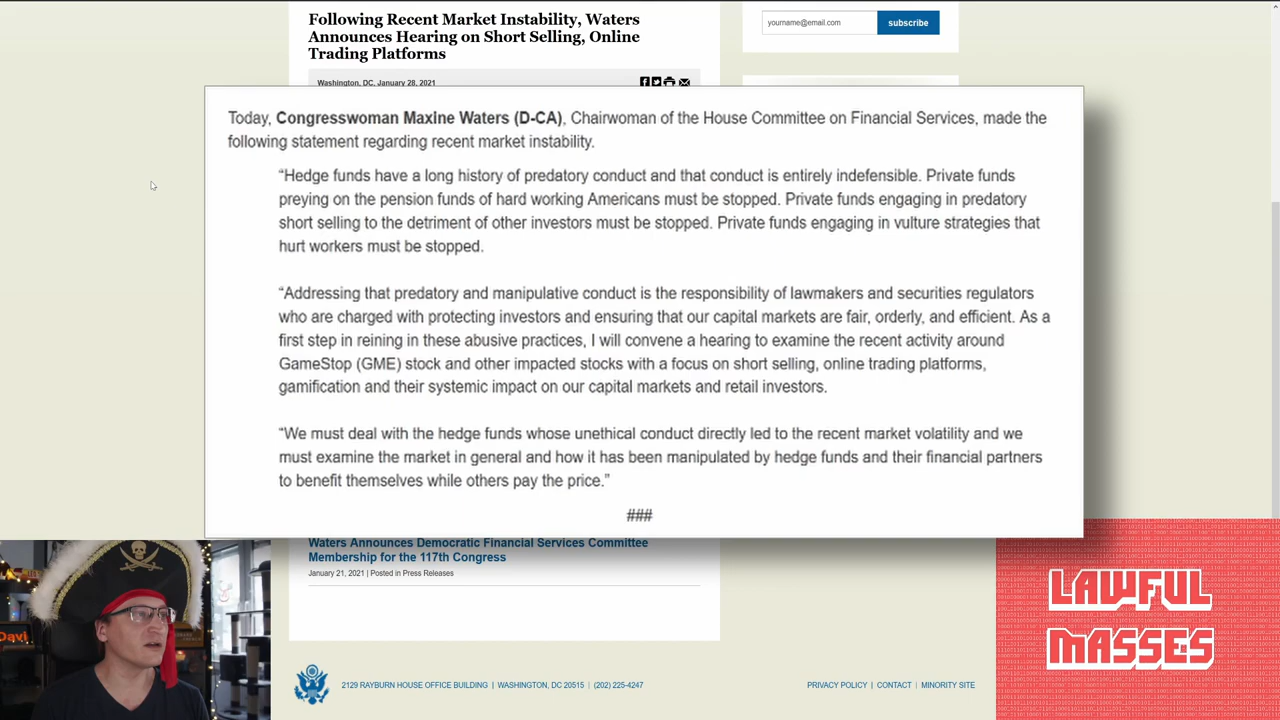 Following Recent Market Instability, Waters
Announces Hearing on Short Selling, Online
Trading Platforms
yourname@email.com
subscribe
Washington, DC, January 28, 2021
Today, Congresswoman Maxine Waters (D-CA), Chairwoman of the House Committee on Financial Services, made the
following statement regarding recent market instability.
“Hedge funds have a long history of predatory conduct and that conduct is entirely indefensible. Private funds
preying on the pension funds of hard working Americans must be stopped. Private funds engaging in predatory
short selling to the detriment of other investors must be stopped. Private funds engaging in vulture strategies that
hurt workers must be stopped.
“Addressing that predatory and manipulative conduct is the responsibility of lawmakers and securities regulators
who are charged with protecting investors and ensuring that our capital markets are fair, orderly, and efficient. As a
first step in reining in these abusive practices, I will convene a hearing to examine the recent activity around
GameStop (GME) stock and other impacted stocks with a focus on short selling, online trading platforms,
gamification and their systemic impact on our capital markets and retail investors.
“We must deal with the hedge funds whose unethical conduct directly led to the recent market volatility and we
must examine the market in general and how it has been manipulated by hedge funds and their financial partners
to benefit themselves while others pay the price.”
###
Waters Announces Democratic Financial Services Committee
Membership for the 117th Congress
January 21, 2021 | Posted in Press Releases
Davi
LAWFUL
MASSES
2129 RAYBURN HOUSE OFFICE BUILDING | WASHINGTON DC 20515 | (202) 225-4247
PRIVACY POLICY | CONTACT | MINORITY SITE